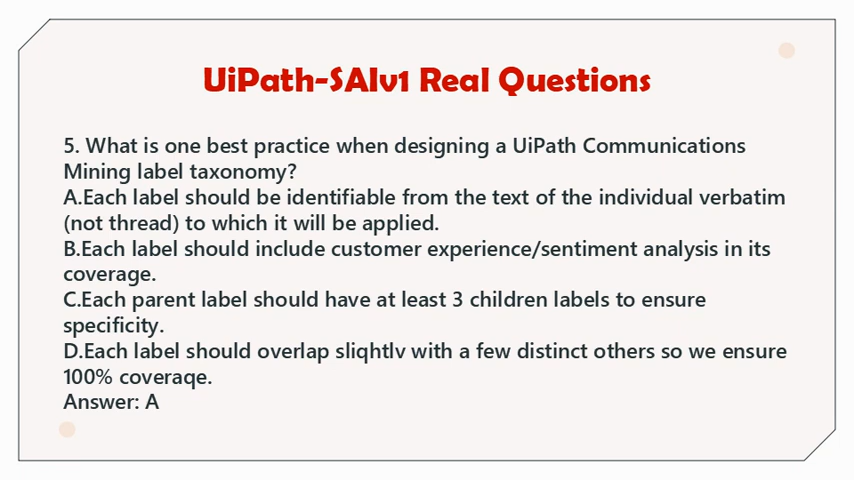 UiPath-SAIv1 Real Questions
5. What is one best practice when designing a UiPath Communications
Mining label taxonomy?
A.Each label should be identifiable from the text of the individual verbatim
(not thread) to which it will be applied.
B.Each label should include customer experience/sentiment analysis in its
coverage.
C.Each parent label should have at least 3 children labels to ensure
specificity.
D.Each label should overlap sliqhtlv with a few distinct others so we ensure
100% coveraqe.
Answer: A